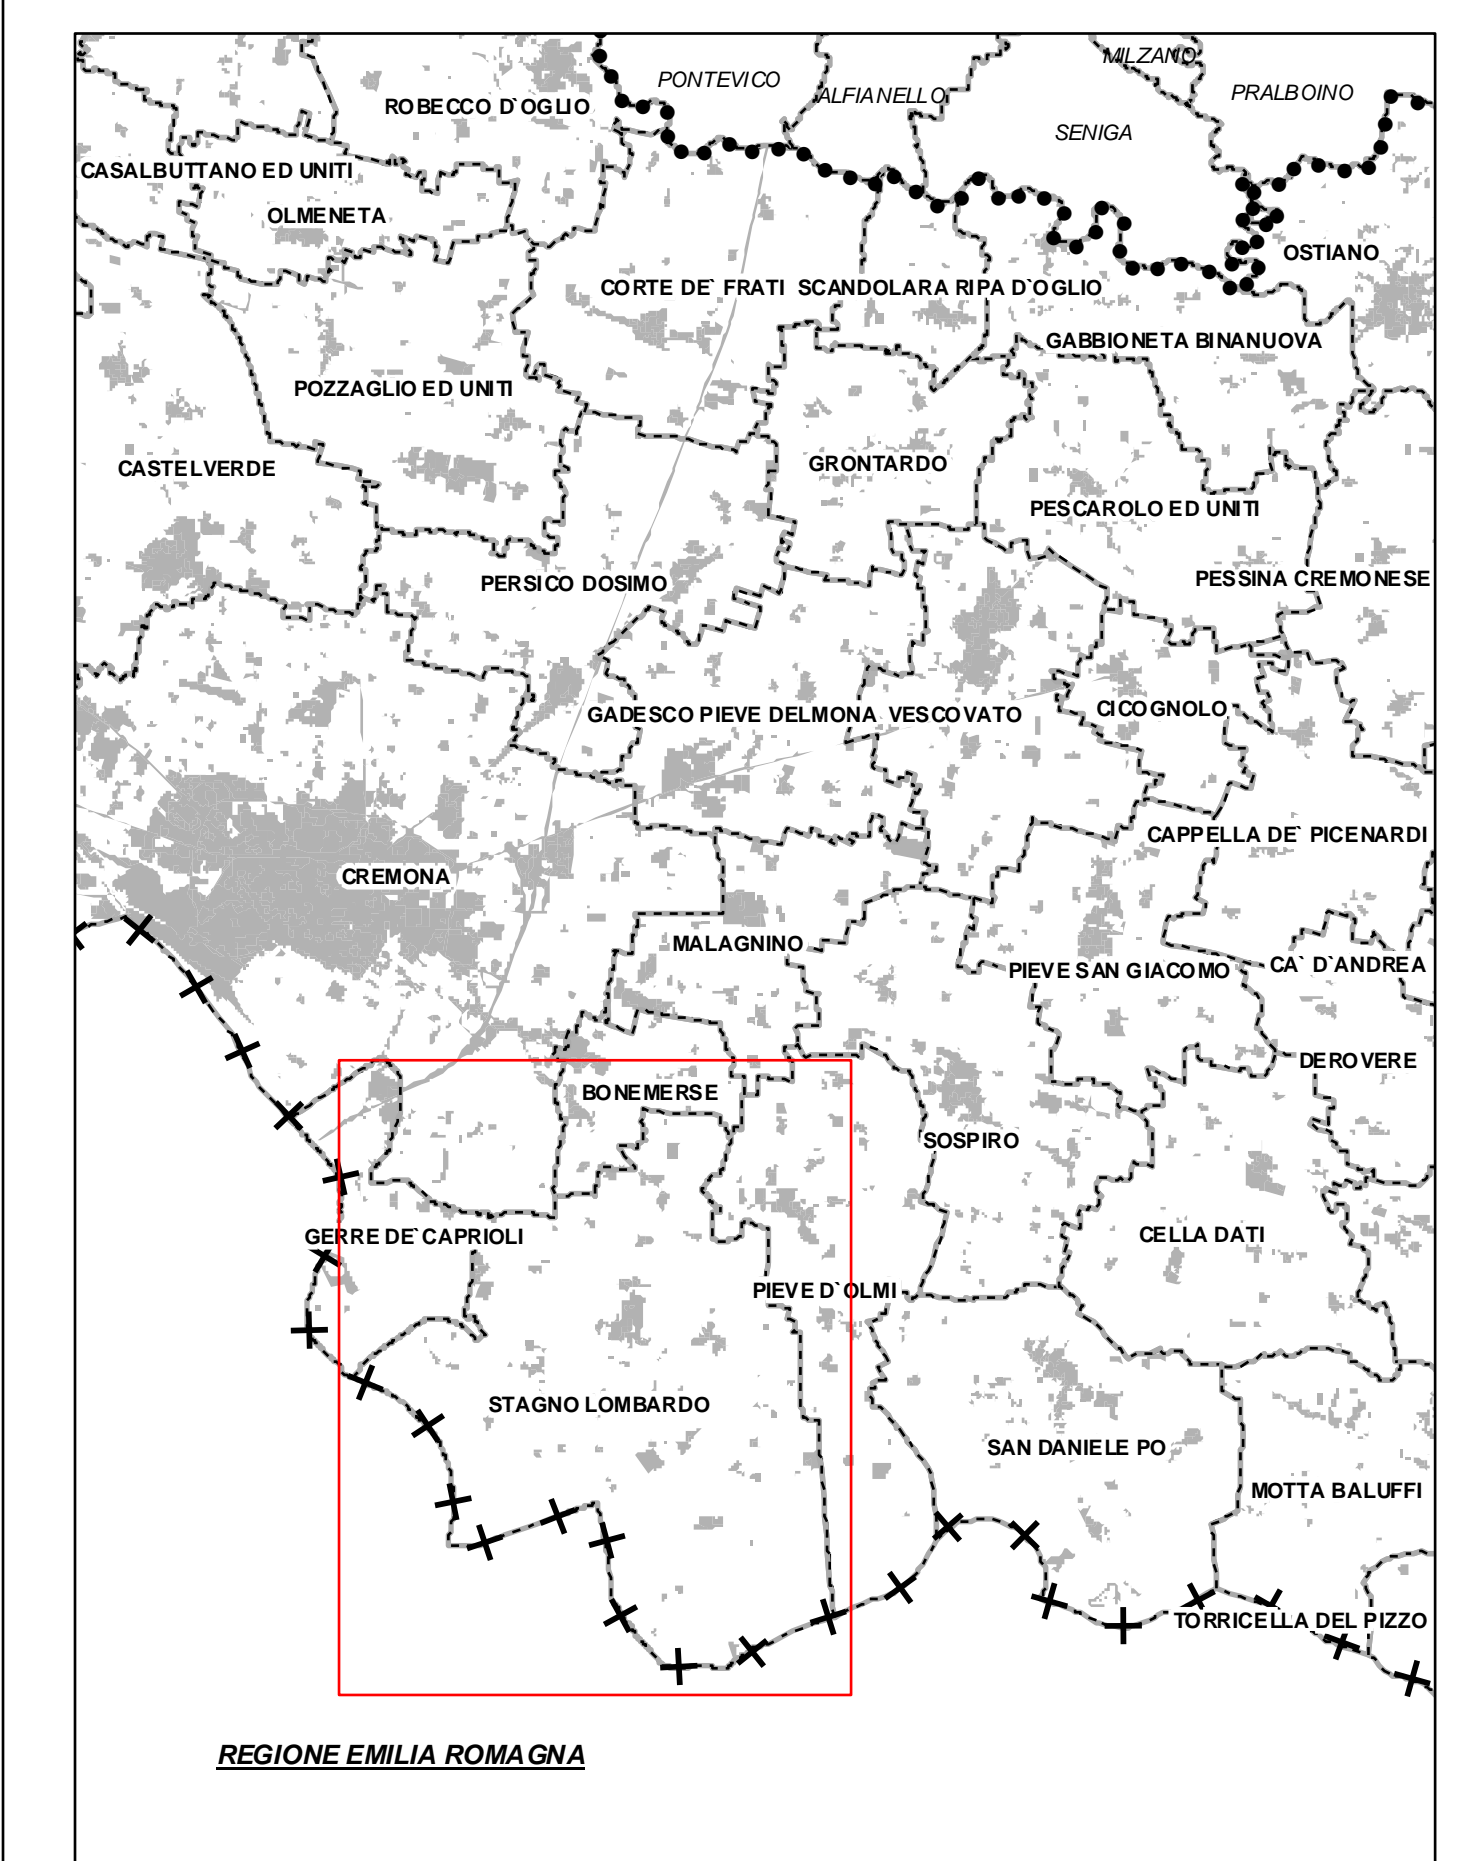 MILZANO
PONTEVICO
ALFIANELLO
PRALBOINO
ROBECCO D`OGLIO
SENIGA
CASALBUTTANO ED UNITI
OLMENETA
OSTIANO
CORTE DE` FRATI
SCANDOLARA RIPA D`OGLIO
GABBIONETA BINANUOVA
POZZAGLIO ED UNITI
CASTELVERDE
GRONTARDO
PESCAROLO ED UNITI
PERSICO DOSIMO
PESSINA CREMONESE
GADESCO PIEVE DELMONA
VESCOVATO
CICOGNOLO
CAPPELLA DE` PICENARDI
CREMONA
MALAGNINO
PIEVE SAN GIACOMO
CA` D`ANDREA
DEROVERE
BONEMERSE
SOSPIRO
GERRE DE`CAPRIOLI
CELLA DATI
PIEVE D`OLMI
STAGNO LOMBARDO
SAN DANIELE PO
MOTTA BALUFFI
TORRICELLA DEL PIZZO
REGIONE EMILIA ROMAGNA